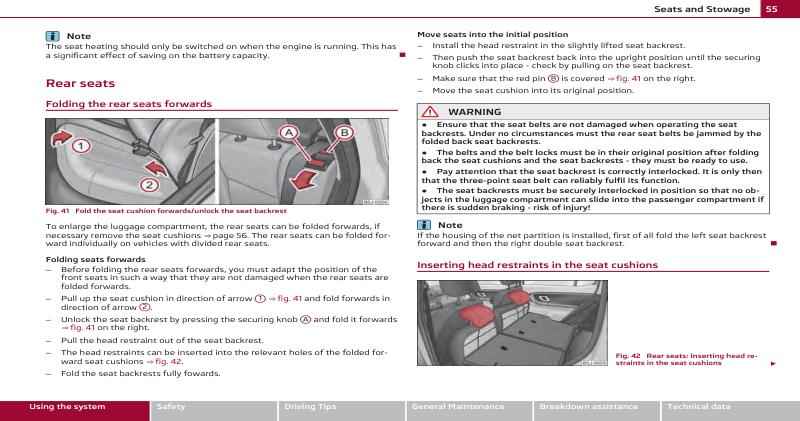 Seats and Stowage 55
Note
The seat heating should only be switched on when the engine is running. This has
a significant effect of saving on the battery capacity.
Rear seats
Folding the rear seats forwards
1
2
A
B
Fig. 41 Fold the seat cushion forwards/unlock the seat backrest
To enlarge the luggage compartment, the rear seats can be folded forwards, if
necessary remove the seat cushions ⇒ page 56. The rear seats can be folded for-
ward individually on vehicles with divided rear seats.
Folding seats forwards
– Before folding the rear seats forwards, you must adapt the position of the
front seats in such a way that they are not damaged when the rear seats are
folded forwards.
– Pull up the seat cushion in direction of arrow 1 ⇒ fig. 41 and fold forwards in
direction of arrow 2.
– Unlock the seat backrest by pressing the securing knob A and fold it forwards
⇒ fig. 41 on the right.
– Pull the head restraint out of the seat backrest.
– The head restraints can be inserted into the relevant holes of the folded for-
ward seat cushions ⇒ fig. 42.
– Fold the seat backrests fully fowards.
Move seats into the initial position
– Install the head restraint in the slightly lifted seat backrest.
– Then push the seat backrest back into the upright position until the securing
knob clicks into place - check by pulling on the seat backrest.
– Make sure that the red pin B is covered ⇒ fig. 41 on the right.
– Move the seat cushion into its original position.
WARNING
● Ensure that the seat belts are not damaged when operating the seat
backrests. Under no circumstances must the rear seat belts be jammed by the
folded back seat backrests.
● The belts and the belt locks must be in their original position after folding
back the seat cushions and the seat backrests - they must be ready to use.
● Pay attention that the seat backrest is correctly interlocked. It is only then
that the three-point seat belt can reliably fulfil its function.
● The seat backrests must be securely interlocked in position so that no ob-
jects in the luggage compartment can slide into the passenger compartment if
there is sudden braking - risk of injury!
Note
If the housing of the net partition is installed, first of all fold the left seat backrest
forward and then the right double seat backrest.
Inserting head restraints in the seat cushions
Fig. 42 Rear seats: Inserting head re-
straints in the seat cushions
Using the system Safety Driving Tips General Maintenance Breakdown assistance Technical data